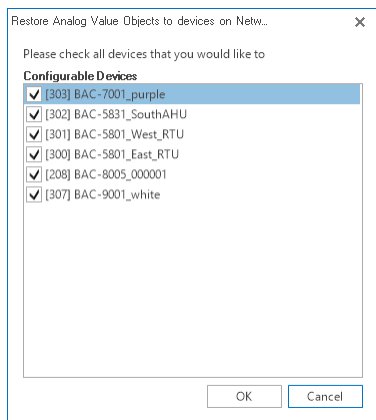 Restore Analog Value Objects to devices on Netw...
Please check all devices that you would like to
Configurable Devices
[303] BAC-7001_purple
[302] BAC-5831_SouthAHU
[301] BAC-5801_West_RTU
[300] BAC-5801_East_RTU
[208] BAC-8005_000001
[307] BAC-9001_white
OK
Cancel